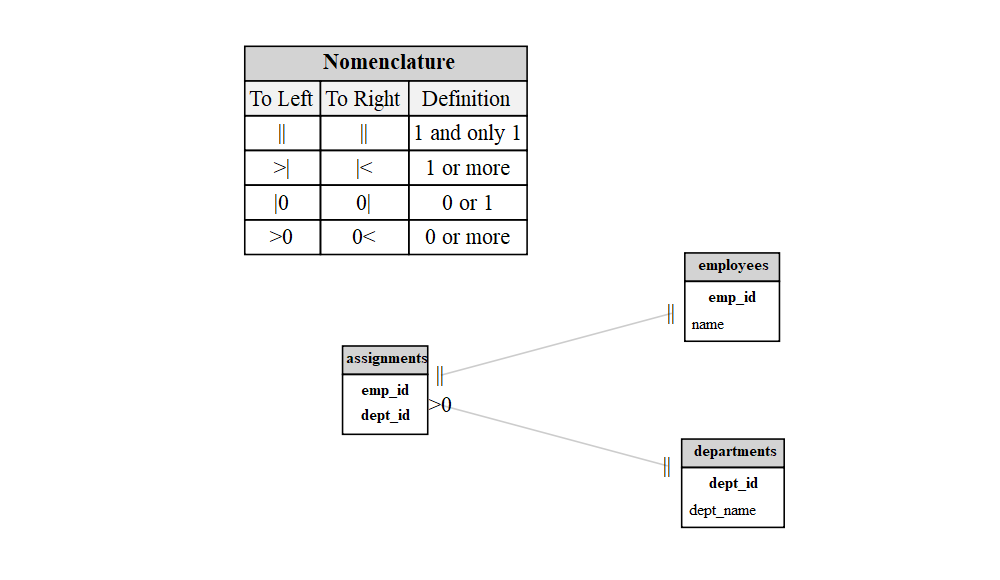 Nomenclature
To Left To Right Definition
|| || 1 and only 1
>| |< 1 or more
|0 0| 0 or 1
>0 0< 0 or more
employees
emp_id
name
||
assignments
||
emp_id
>0
dept_id
departments
||
dept_id
dept_name